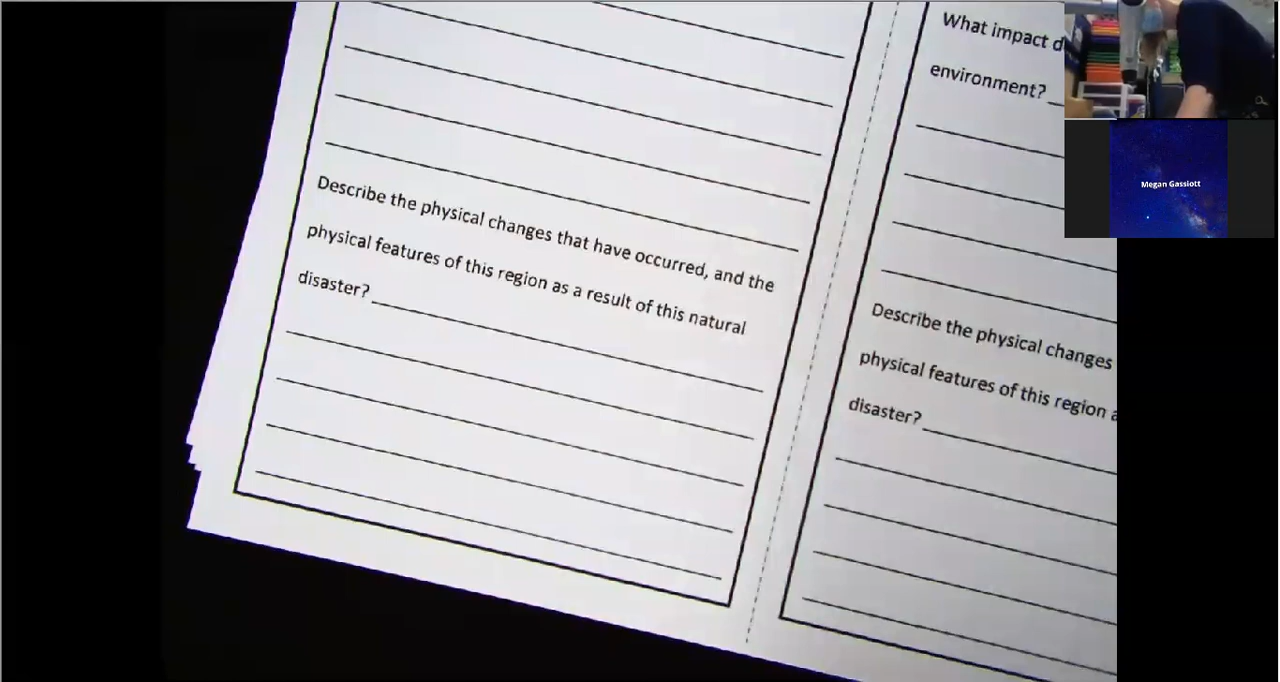 Describe the physical changes that have occurred, and the
physical features of this region as a result of this natural
disaster?
What impact
environment?
Describe the physical changes
physical features of this region
disaster?
Megan Gassiott